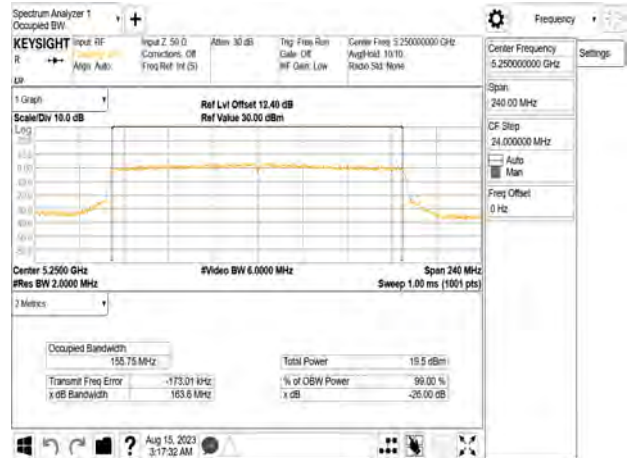 Spectrum Analyzer 1
Occupied BW
KEYSIGHT
Input: RF
Align: Auto
Input Z: 50 Ω
Corrections: Off
Freq Ref: Int (S)
Atten: 30 dB
Trig: Free Run
Gate: Off
#IF Gain: Low
Center Freq: 5.250000000 GHz
Avg|Hold: 10/10
Radio Std: None
R
1 Graph
Scale/Div 10.0 dB
Ref Lvl Offset 12.40 dB
Ref Value 30.00 dBm
Log
Center 5.2500 GHz
#Video BW 6.0000 MHz
Span 240 MHz
#Res BW 2.0000 MHz
Sweep 1.00 ms (1001 pts)
2 Metrics
Occupied Bandwidth
155.75 MHz
Total Power
19.5 dBm
Transmit Freq Error
-173.01 kHz
% of OBW Power
99.00 %
x dB Bandwidth
163.6 MHz
x dB
-26.00 dB
?
Aug 15, 2023
3:17:32 AM
Frequency
Settings
Center Frequency
5.250000000 GHz
Span
240.00 MHz
CF Step
24.000000 MHz
Auto
Man
Freq Offset
0 Hz